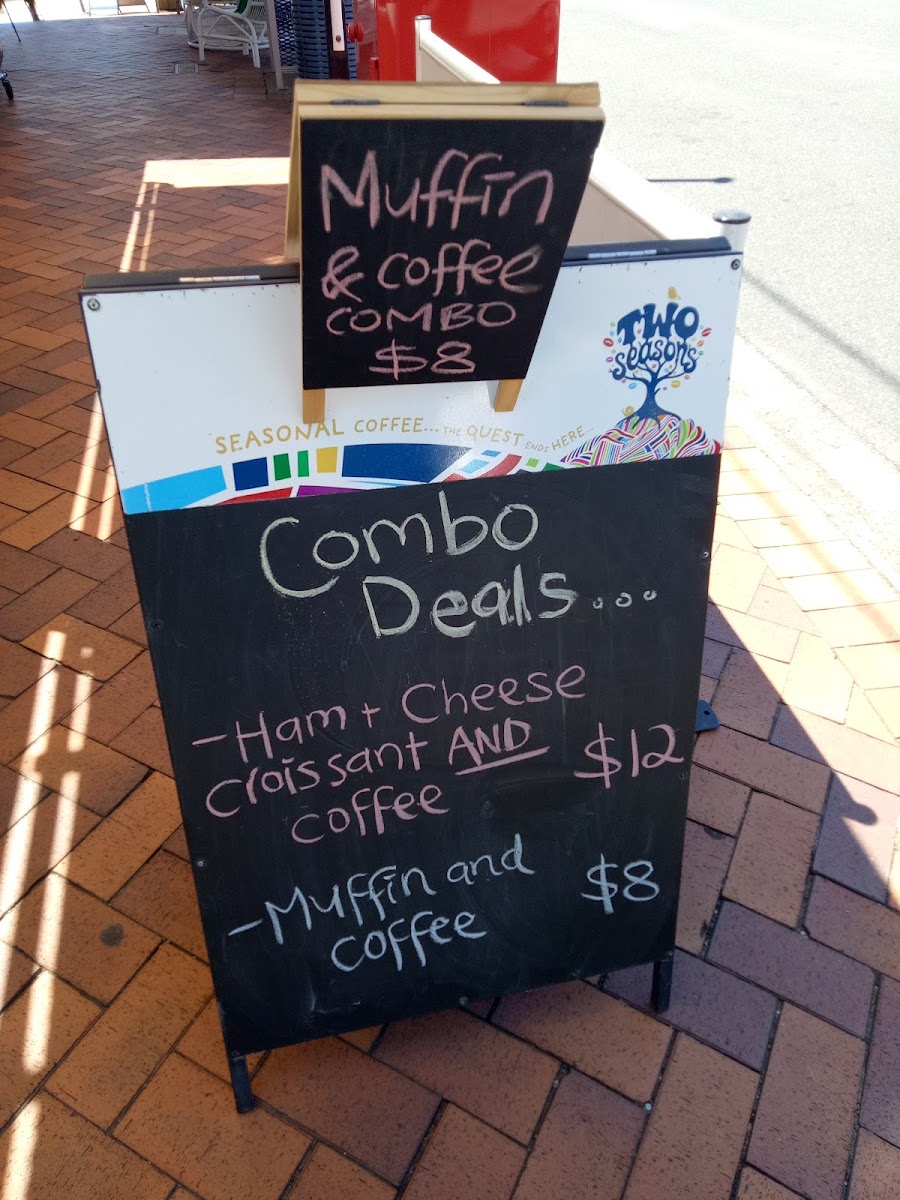 Muffin
& coffee
COMBO
$8
TWO
seasons
SEASONAL COFFEE... THE QUEST ENDS HERE...
Combo
Deals...
- Ham + Cheese
croissant AND $12
coffee
- Muffin and $8
coffee